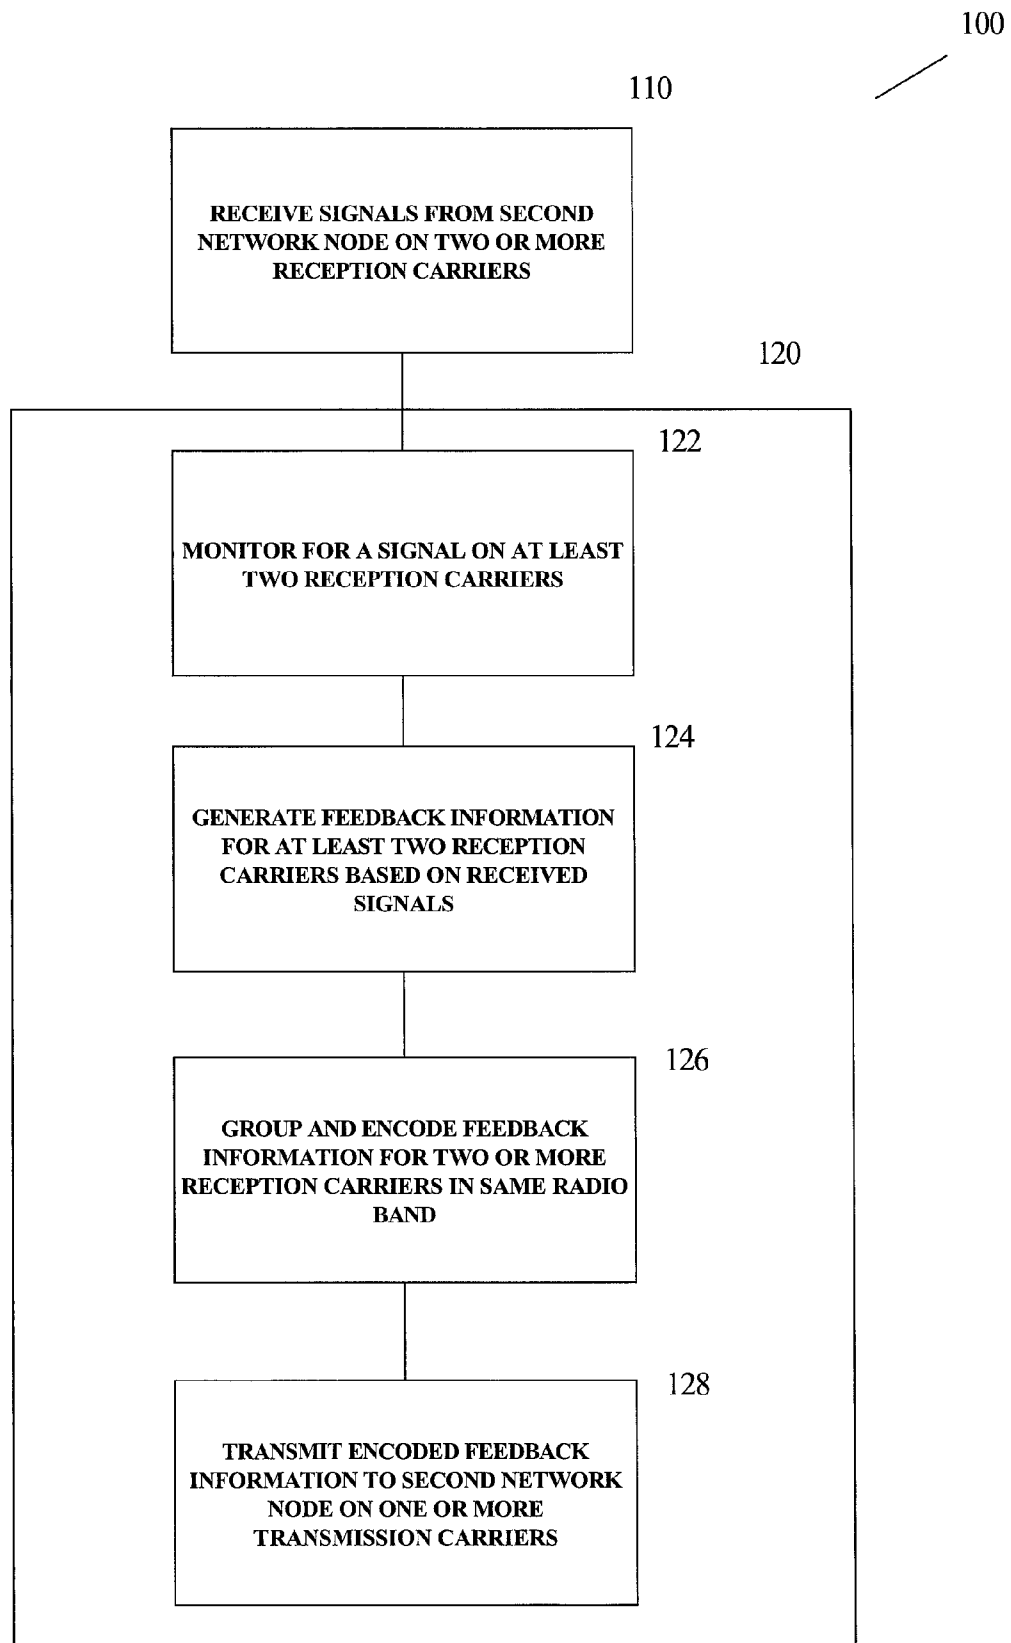 100
110
RECEIVE SIGNALS FROM SECOND
NETWORK NODE ON TWO OR MORE
RECEPTION CARRIERS
120
122
MONITOR FOR A SIGNAL ON AT LEAST
TWO RECEPTION CARRIERS
124
GENERATE FEEDBACK INFORMATION
FOR AT LEAST TWO RECEPTION
CARRIERS BASED ON RECEIVED
SIGNALS
126
GROUP AND ENCODE FEEDBACK
INFORMATION FOR TWO OR MORE
RECEPTION CARRIERS IN SAME RADIO
BAND
128
TRANSMIT ENCODED FEEDBACK
INFORMATION TO SECOND NETWORK
NODE ON ONE OR MORE
TRANSMISSION CARRIERS